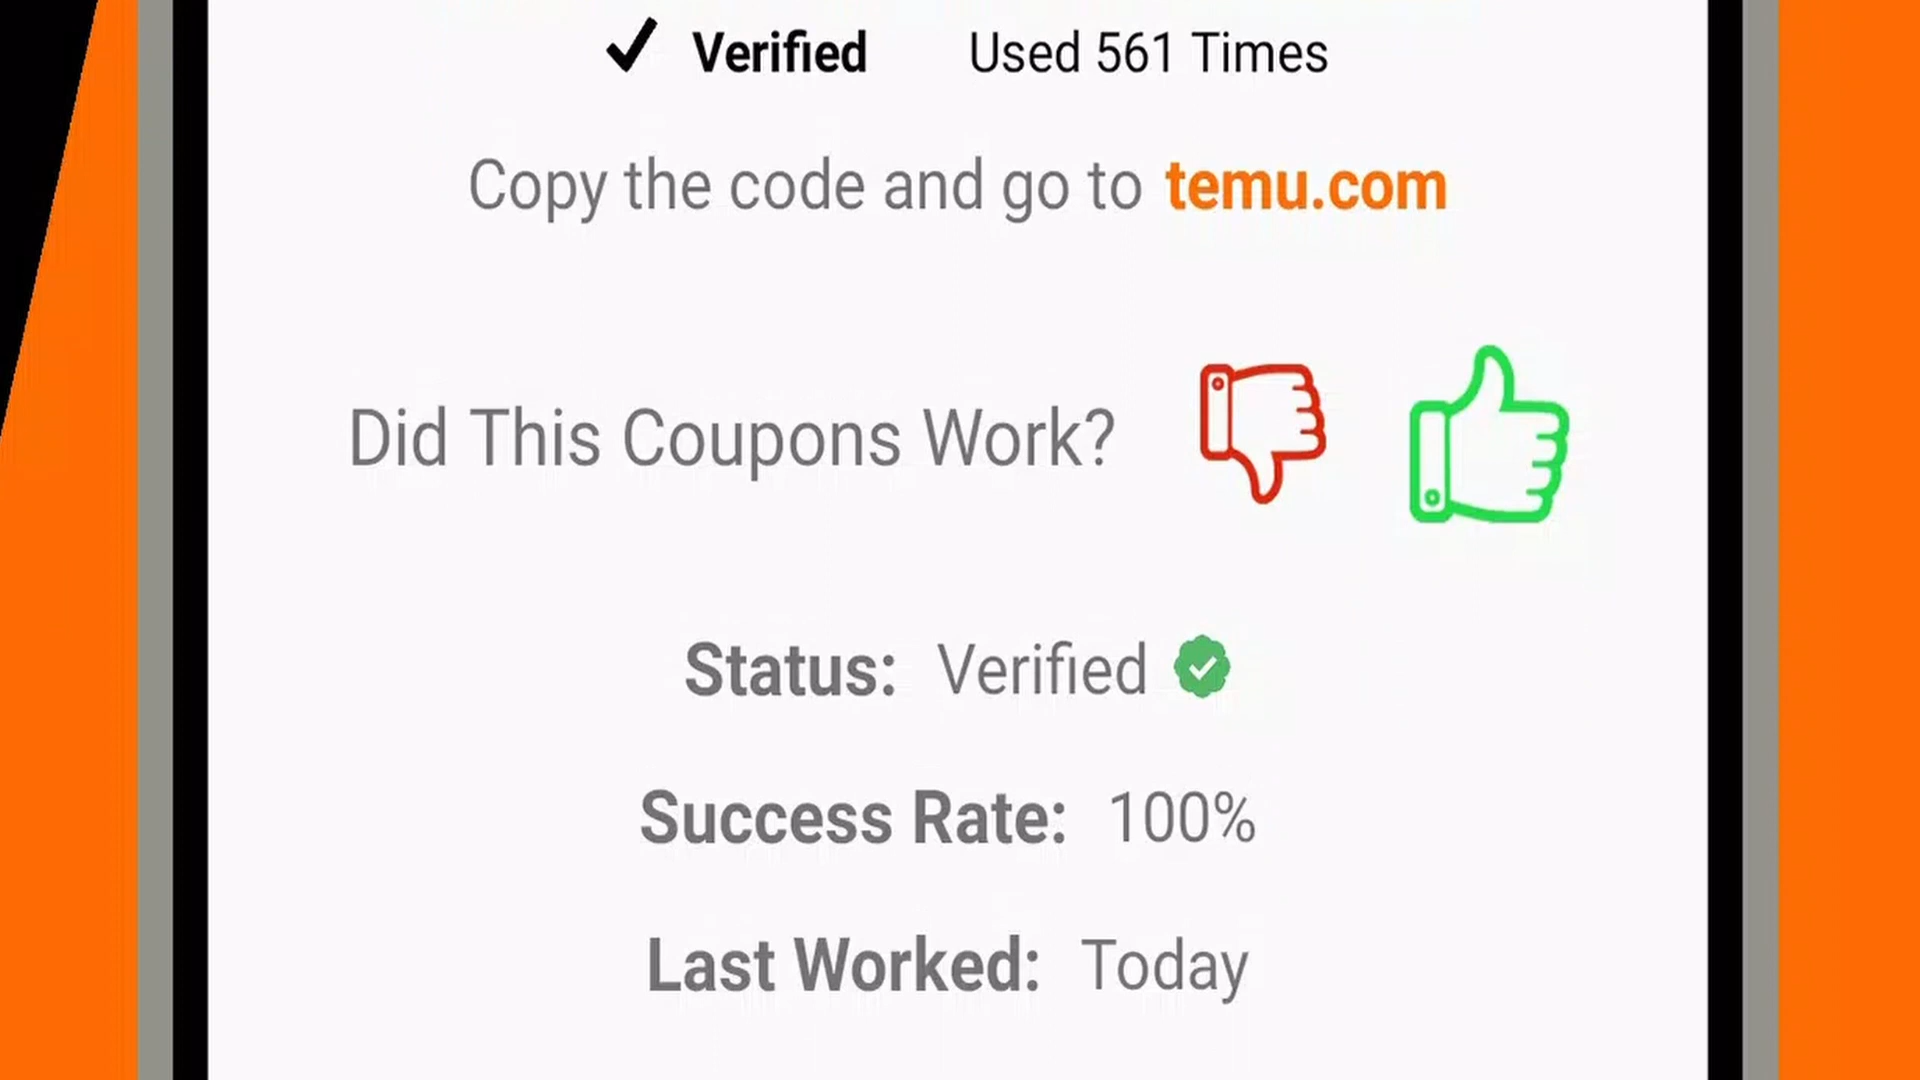 Verified Used 561 Times
Copy the code and go to temu.com
Did This Coupons Work?
Status: Verified
Success Rate: 100%
Last Worked: Today